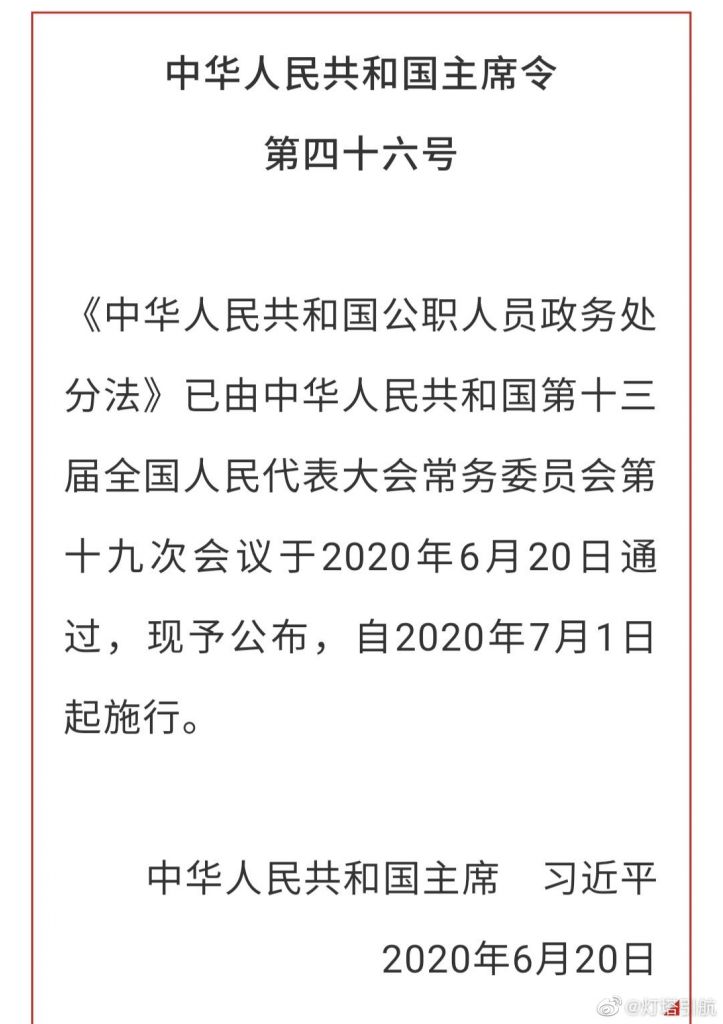 中华人民共和国主席令
第四十六号
《中华人民共和国公职人员政务处
分法》已由中华人民共和国第十三
届全国人民代表大会常务委员会第
十九次会议于2020年6月20日通
过，现予公布，自2020年7月1日
起施行。
中华人民共和国主席　习近平
2020年6月20日
@灯塔引航